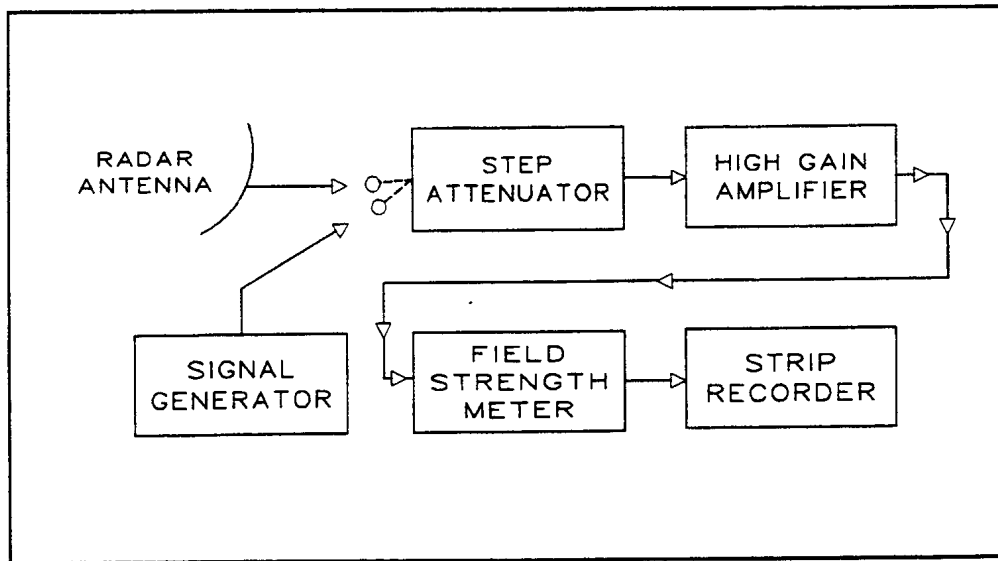 RADAR
ANTENNA
STEP
ATTENUATOR
HIGH GAIN
AMPLIFIER
SIGNAL
GENERATOR
FIELD
STRENGTH
METER
STRIP
RECORDER